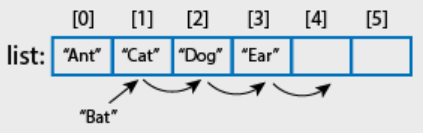 [0] [1] [2] [3] [4] [5]
list: "Ant" "Cat" "Dog" "Ear"
"Bat"